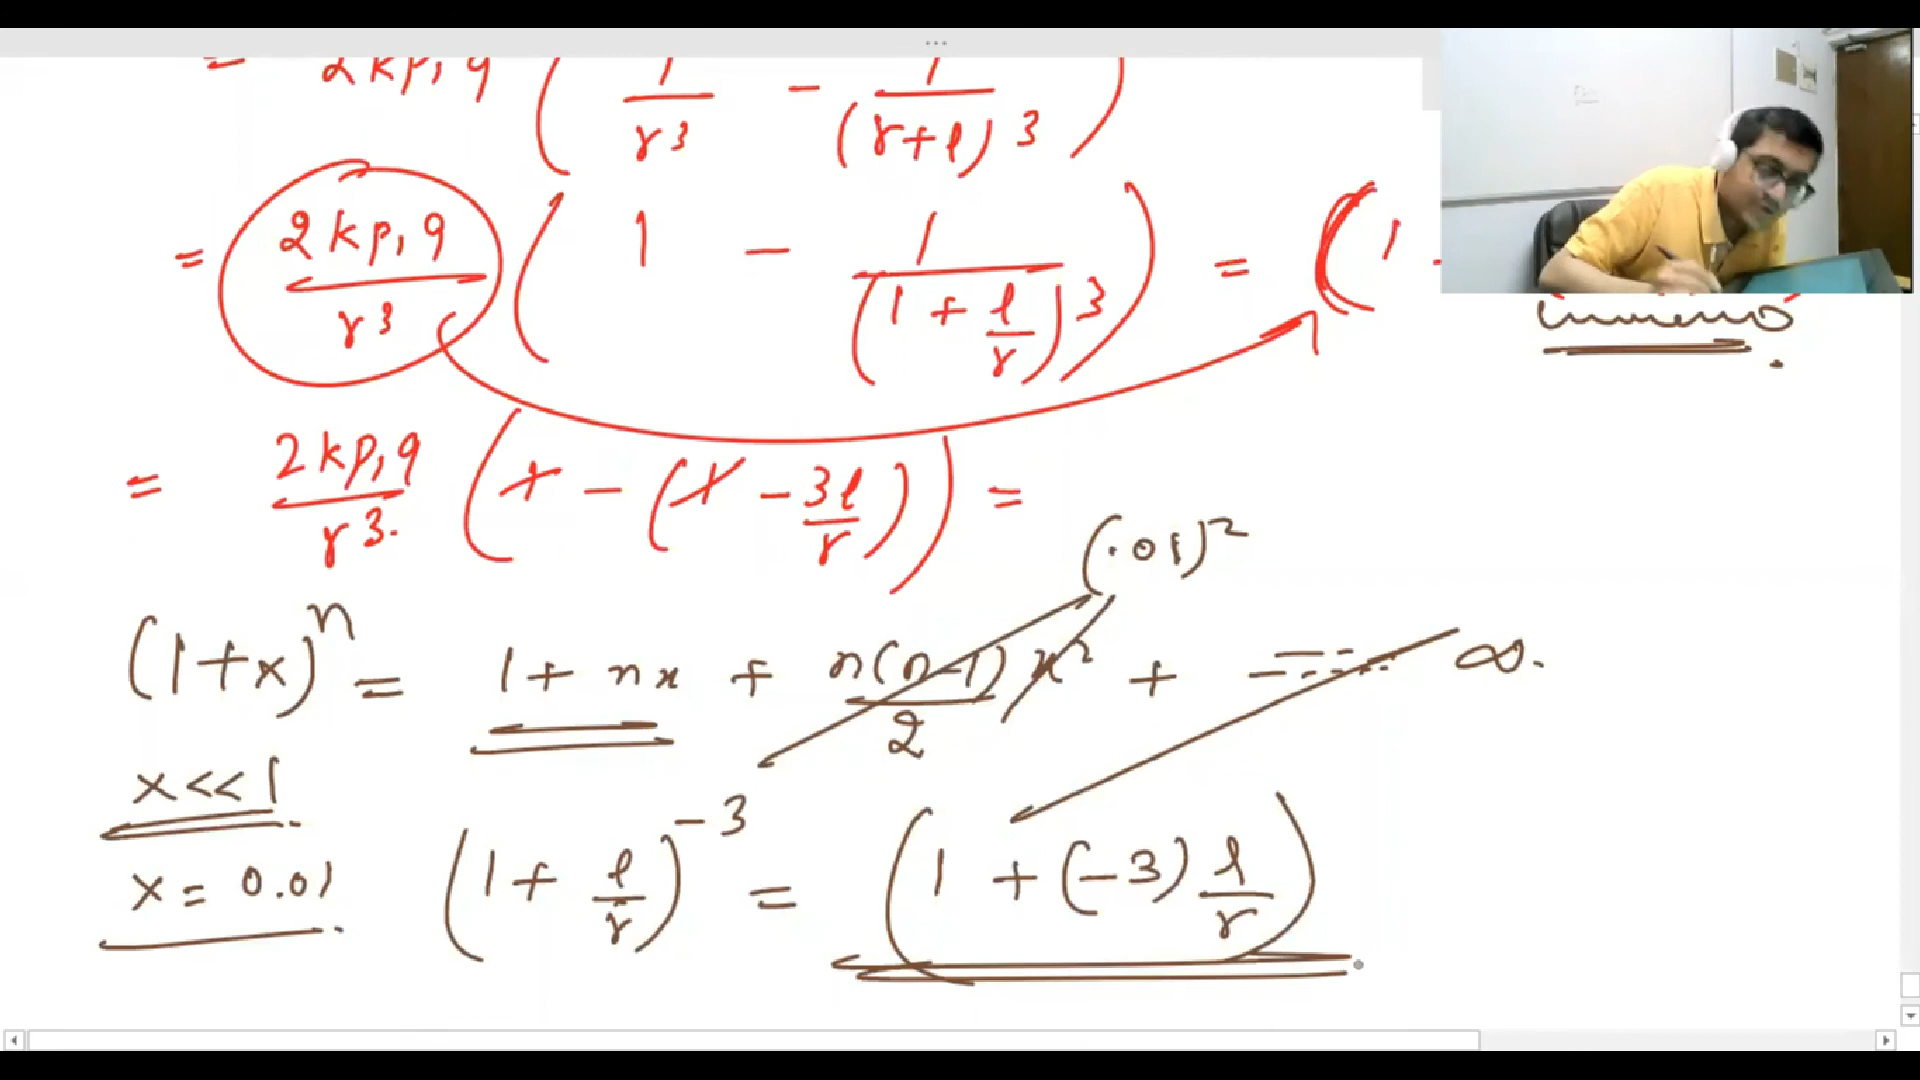 = 2kp₁q ( 1/r³ - 1/(r+l)³ )
= 2kp₁q/r³ ( 1 - 1/(1 + l/r)³ ) = ( 1 -
= 2kp₁q/r³. ( 1 - (1 - 3l/r) ) =
(.01)²
(1+x)ⁿ = 1 + nx + n(n-1)/2 x² + ----- ∞.
x<<1
x = 0.01
(1 + l/r)⁻³ = (1 + (-3) l/r)